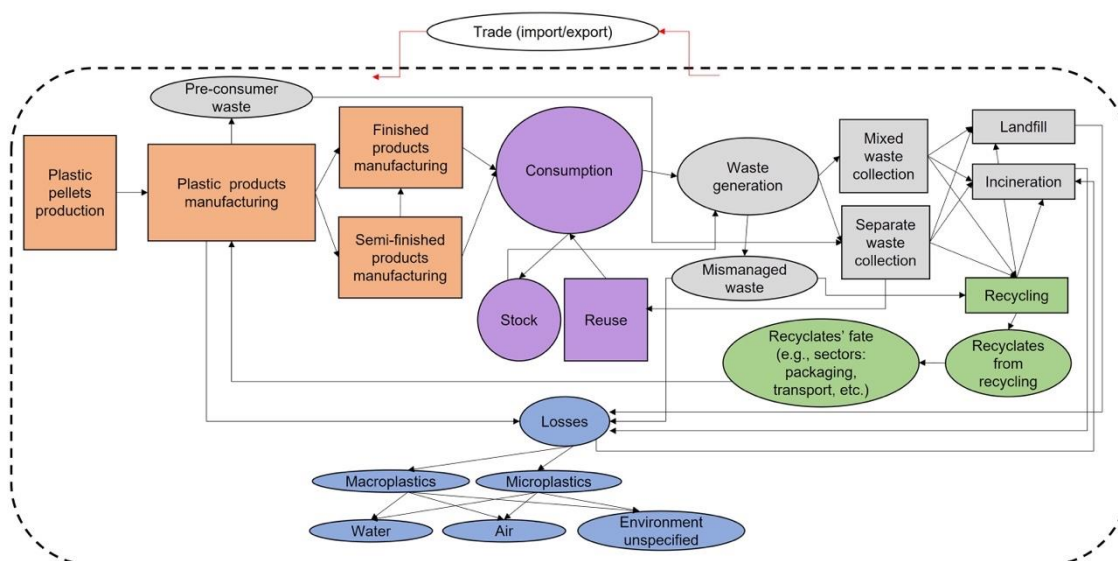 Trade (import/export)
Pre-consumer
waste
Plastic
pellets
production
Plastic products
manufacturing
Finished
products
manufacturing
Semi-finished
products
manufacturing
Consumption
Stock
Reuse
Waste
generation
Mismanaged
waste
Mixed
waste
collection
Separate
waste
collection
Landfill
Incineration
Recycling
Recyclates
from
recycling
Recyclates' fate
(e.g., sectors:
packaging,
transport, etc.)
Losses
Macroplastics
Microplastics
Water
Air
Environment
unspecified